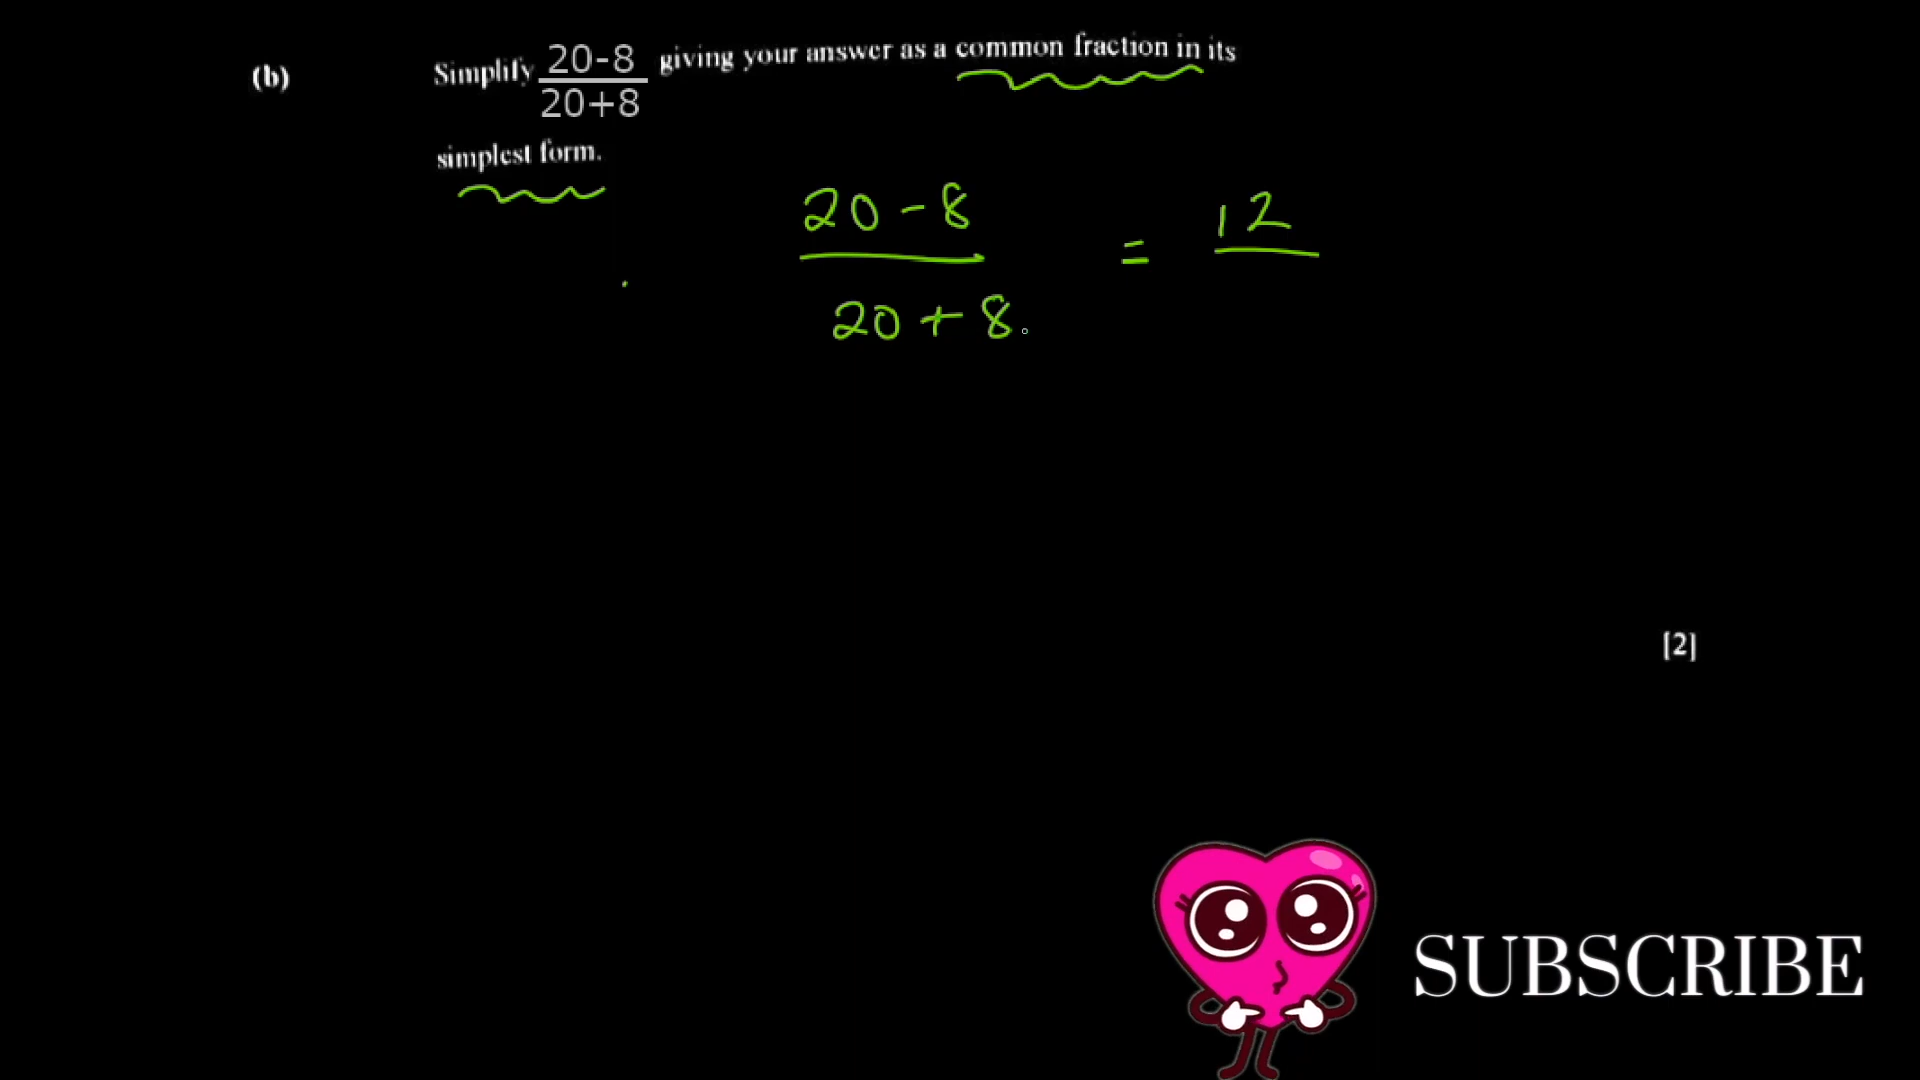 (b) Simplify 20-8 giving your answer as a common fraction in its
20+8
simplest form.
20 - 8 = 12
20 + 8.
[2]
SUBSCRIBE